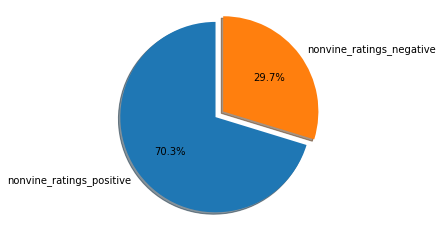 nonvine_ratings_negative
29.7%
70.3%
nonvine_ratings_positive